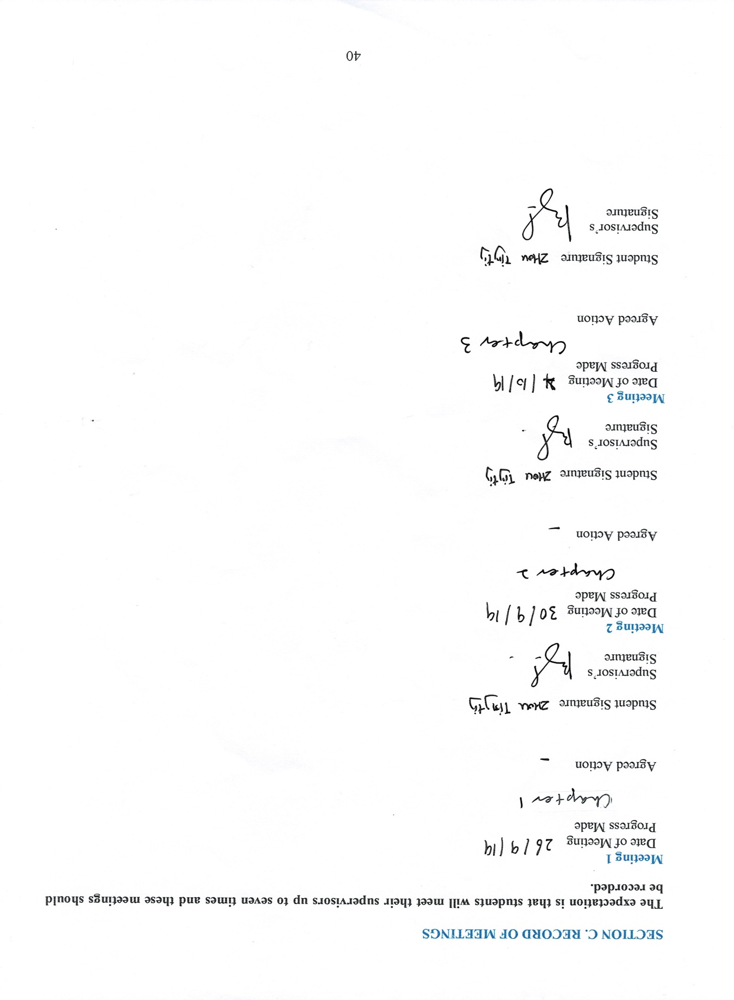 SECTION C. RECORD OF MEETINGS
The expectation is that students will meet their supervisors up to seven times and these meetings should
be recorded.
Meeting 1
Date of Meeting 26/9/19
Progress Made
Chapter 1
Agreed Action -
Student Signature ZHOU Tingting
Supervisor's
Signature
Meeting 2
Date of Meeting 30/9/19
Progress Made
Chapter 2
Agreed Action -
Student Signature ZHOU Tingting
Supervisor's
Signature
Meeting 3
Date of Meeting 4/10/19
Progress Made
Chapter 3
Agreed Action
Student Signature ZHOU Tingting
Supervisor's
Signature
40